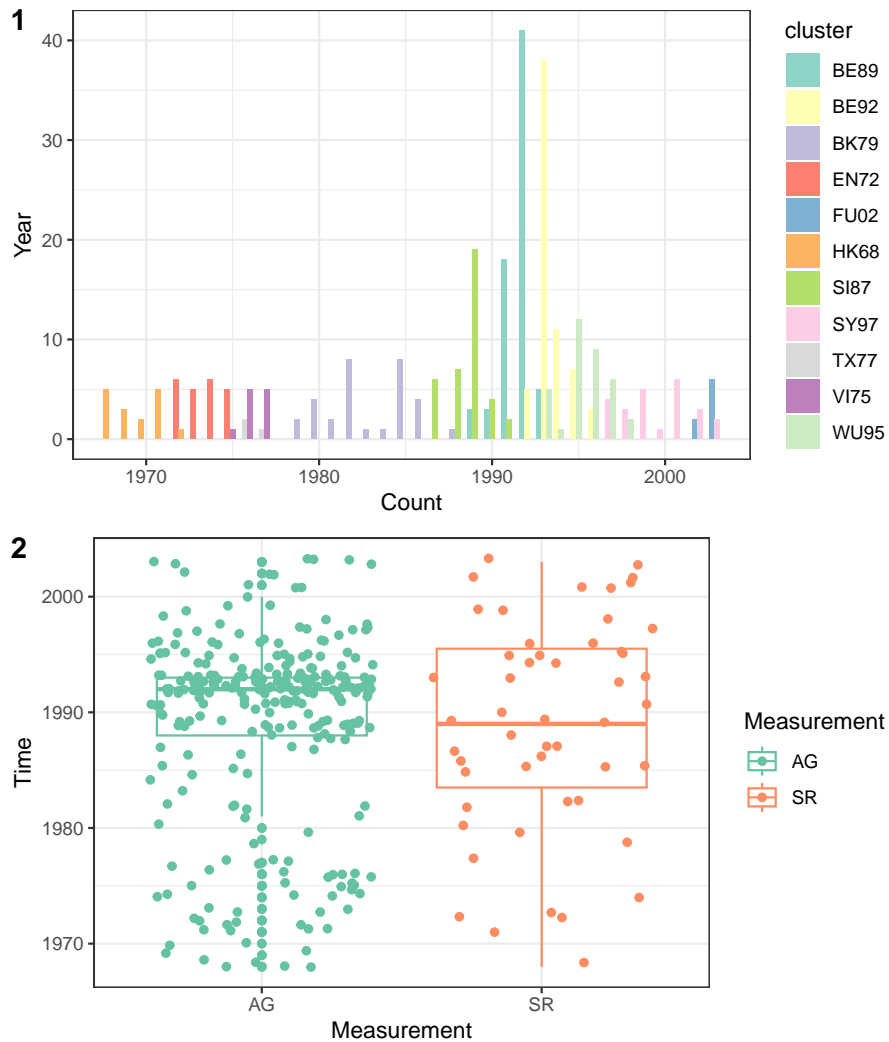 1
40
30
20
10
0
Year
1970 1980 1990 2000
Count
cluster
BE89
BE92
BK79
EN72
FU02
HK68
SI87
SY97
TX77
VI75
WU95
2
2000
1990
1980
1970
Time
AG SR
Measurement
Measurement
AG
SR